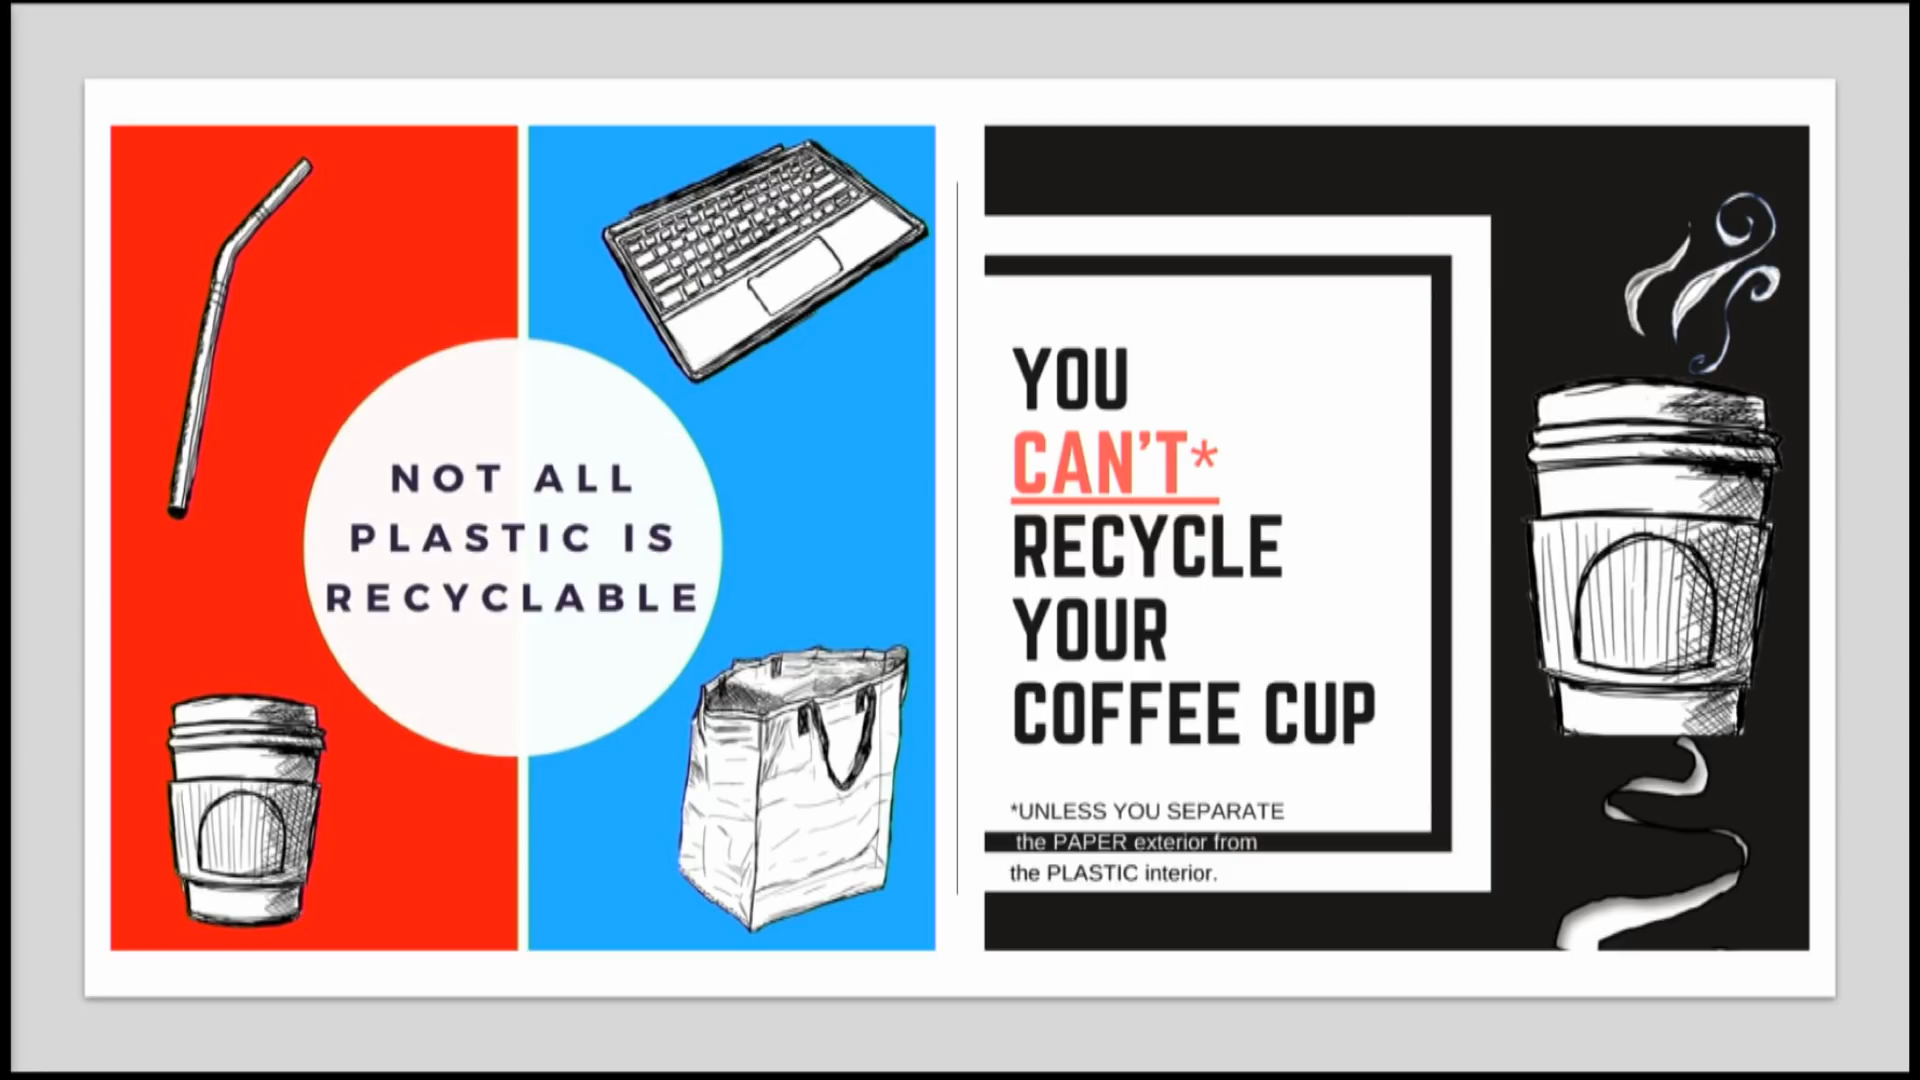 NOT ALL
PLASTIC IS
RECYCLABLE
YOU
CAN'T*
RECYCLE
YOUR
COFFEE CUP
*UNLESS YOU SEPARATE
the PAPER exterior from
the PLASTIC interior.